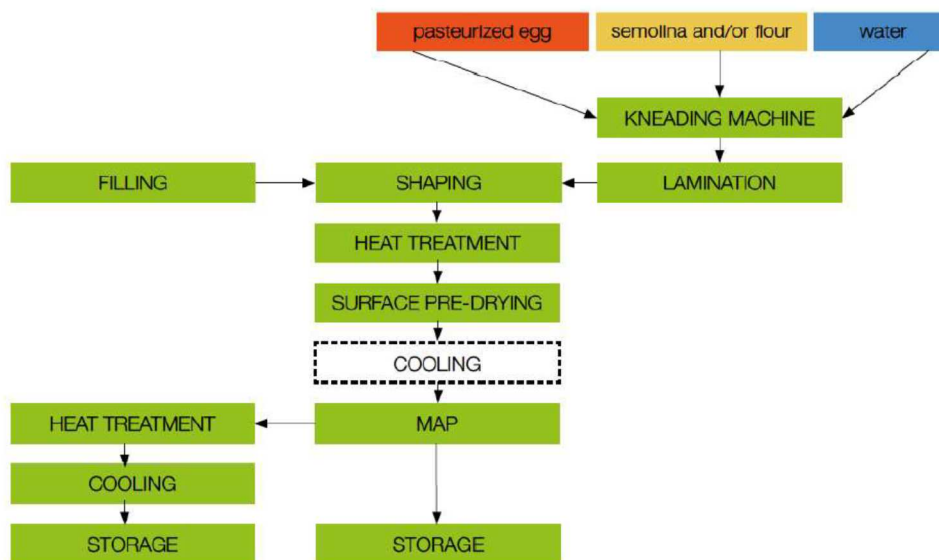 pasteurized egg
semolina and/or flour
water
KNEADING MACHINE
FILLING
SHAPING
LAMINATION
HEAT TREATMENT
SURFACE PRE-DRYING
COOLING
HEAT TREATMENT
MAP
COOLING
STORAGE
STORAGE